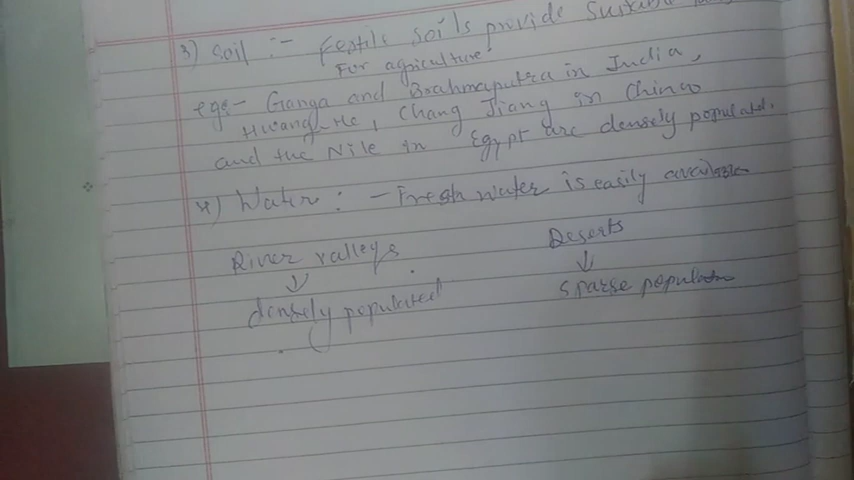 3) Soil :- Fertile soils provide suitable
For agriculture
egs:- Ganga and Brahmaputra in India,
Hwang-He, Chang Jiang in China
and the Nile in Egypt are densely populated.
4) Water : - Fresh water is easily available
River valleys
↓
densely populated
Deserts
↓
Sparse population